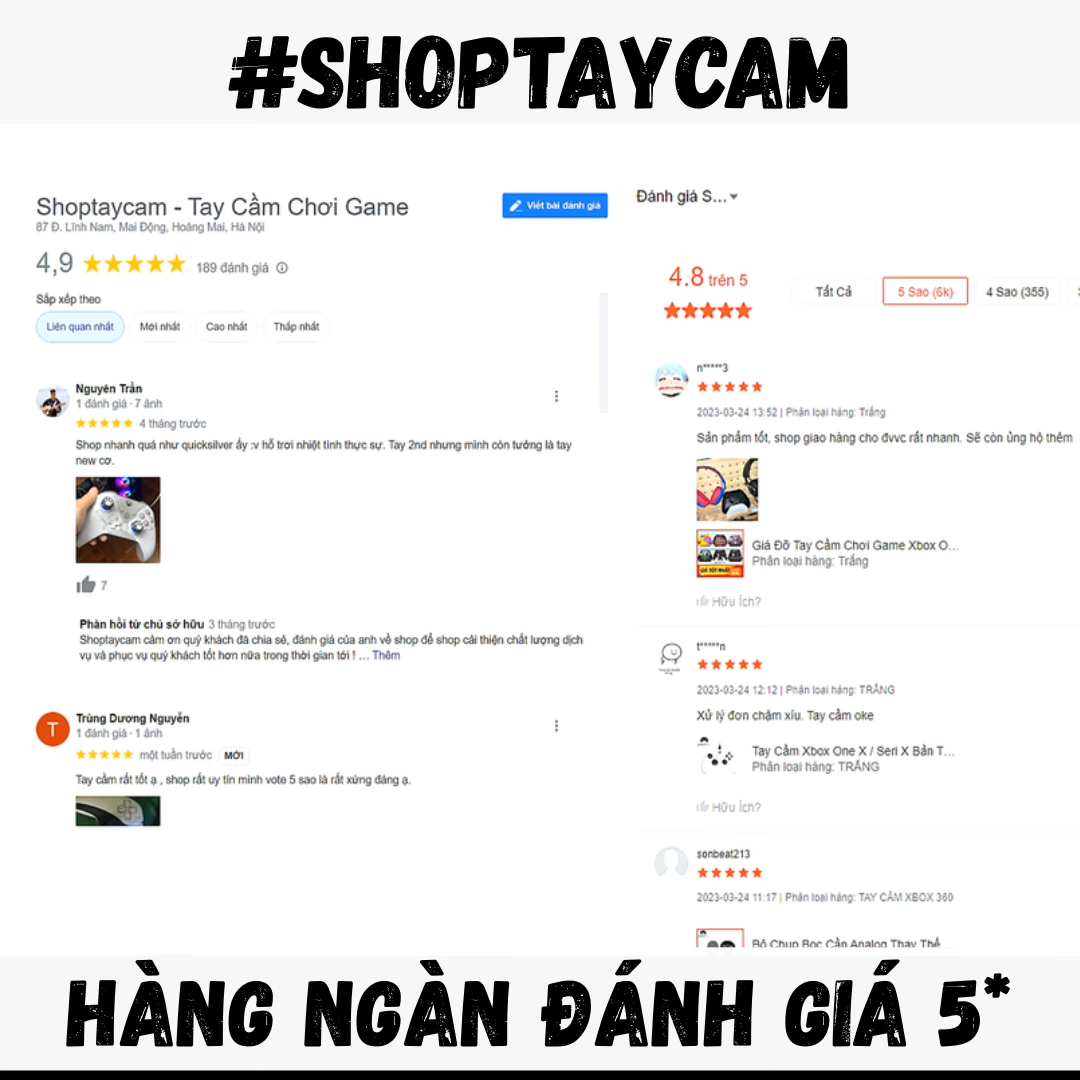 #SHOPTAYCAM
Shoptaycam - Tay Cầm Chơi Game
87 Đ. Lĩnh Nam, Mai Động, Hoàng Mai, Hà Nội
Viết bài đánh giá
4,9
189 đánh giá
Sắp xếp theo
Liên quan nhất
Mới nhất
Cao nhất
Thấp nhất
Nguyên Trần
1 đánh giá · 7 ảnh
4 tháng trước
Shop nhanh quá như quicksilver ấy :v hỗ trơi nhiệt tình thực sự. Tay 2nd nhưng mình còn tưởng là tay
new cơ.
7
Phản hồi từ chủ sở hữu 3 tháng trước
Shoptaycam cảm ơn quý khách đã chia sẻ, đánh giá của anh về shop để shop cải thiện chất lượng dịch
vụ và phục vụ quý khách tốt hơn nữa trong thời gian tới ! … Thêm
T
Trùng Dương Nguyễn
1 đánh giá · 1 ảnh
một tuần trước
MỚI
Tay cầm rất tốt ạ , shop rất uy tín mình vote 5 sao là rất xứng đáng ạ.
Đánh giá S...
4.8 trên 5
Tất Cả
5 Sao (6k)
4 Sao (355)
n*****3
2023-03-24 13:52 | Phân loại hàng: Trắng
Sản phẩm tốt, shop giao hàng cho đvvc rất nhanh. Sẽ còn ủng hộ thêm
Giá Đỡ Tay Cầm Chơi Game Xbox O...
Phân loại hàng: Trắng
Hữu Ích?
t*****n
2023-03-24 12:12 | Phân loại hàng: TRẮNG
Xử lý đơn chậm xíu. Tay cầm oke
Tay Cầm Xbox One X / Seri X Bản T...
Phân loại hàng: TRẮNG
Hữu Ích?
sonbeat213
2023-03-24 11:17 | Phân loại hàng: TAY CẦM XBOX 360
Bộ Chụp Bọc Cần Analog Thay Thế
HÀNG NGÀN ĐÁNH GIÁ 5*